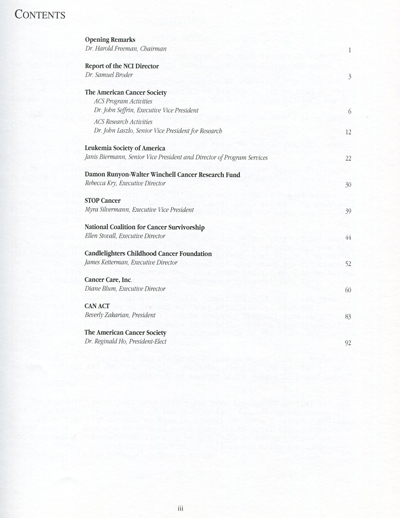 CONTENTS
Opening Remarks
Dr. Harold Freeman, Chairman 1
Report of the NCI Director
Dr. Samuel Broder 3
The American Cancer Society
ACS Program Activities
Dr. John Seffrin, Executive Vice President 6
ACS Research Activities
Dr. John Laszlo, Senior Vice President for Research 12
Leukemia Society of America
Janis Biermann, Senior Vice President and Director of Program Services 22
Damon Runyon-Walter Winchell Cancer Research Fund
Rebecca Kry, Executive Director 30
STOP Cancer
Myra Silvermann, Executive Vice President 39
National Coalition for Cancer Survivorship
Ellen Stovall, Executive Director 44
Candlelighters Childhood Cancer Foundation
James Ketterman, Executive Director 52
Cancer Care, Inc.
Diane Blum, Executive Director 60
CAN ACT
Beverly Zakarian, President 83
The American Cancer Society
Dr. Reginald Ho, President-Elect 92
iii